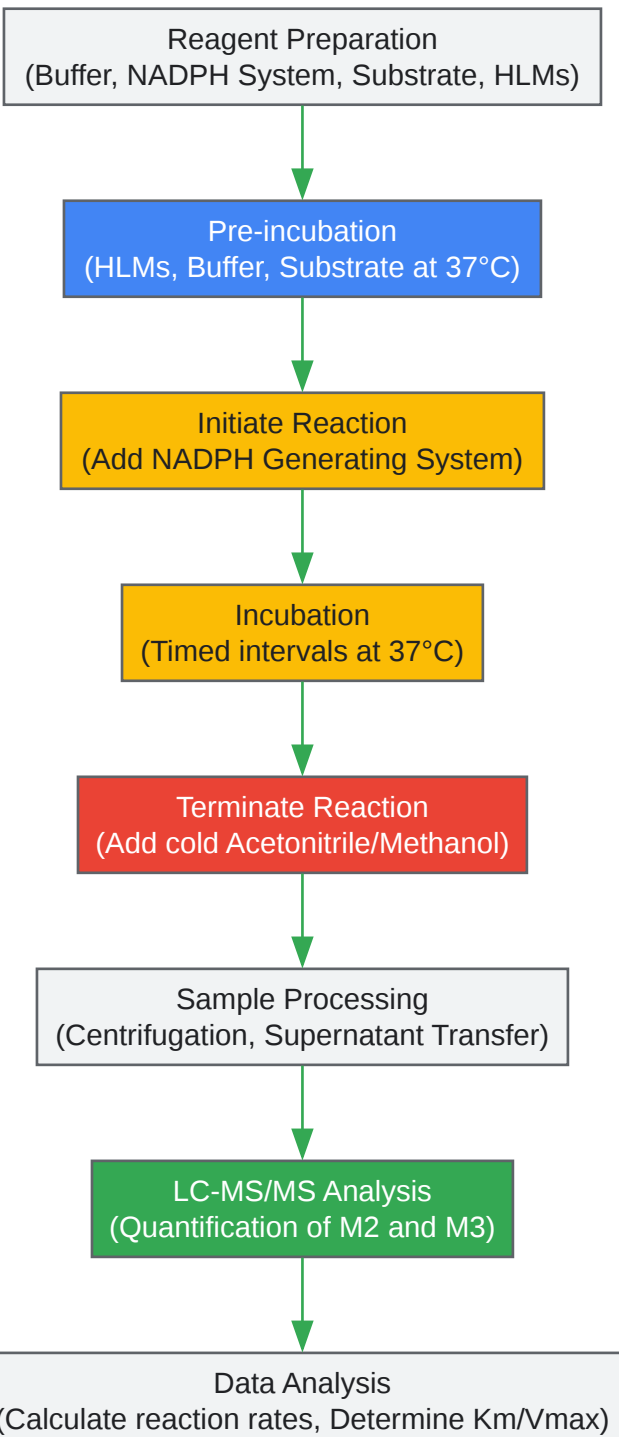 Reagent Preparation
(Buffer, NADPH System, Substrate, HLMs)
Pre-incubation
(HLMs, Buffer, Substrate at 37°C)
Initiate Reaction
(Add NADPH Generating System)
Incubation
(Timed intervals at 37°C)
Terminate Reaction
(Add cold Acetonitrile/Methanol)
Sample Processing
(Centrifugation, Supernatant Transfer)
LC-MS/MS Analysis
(Quantification of M2 and M3)
Data Analysis
(Calculate reaction rates, Determine Km/Vmax)